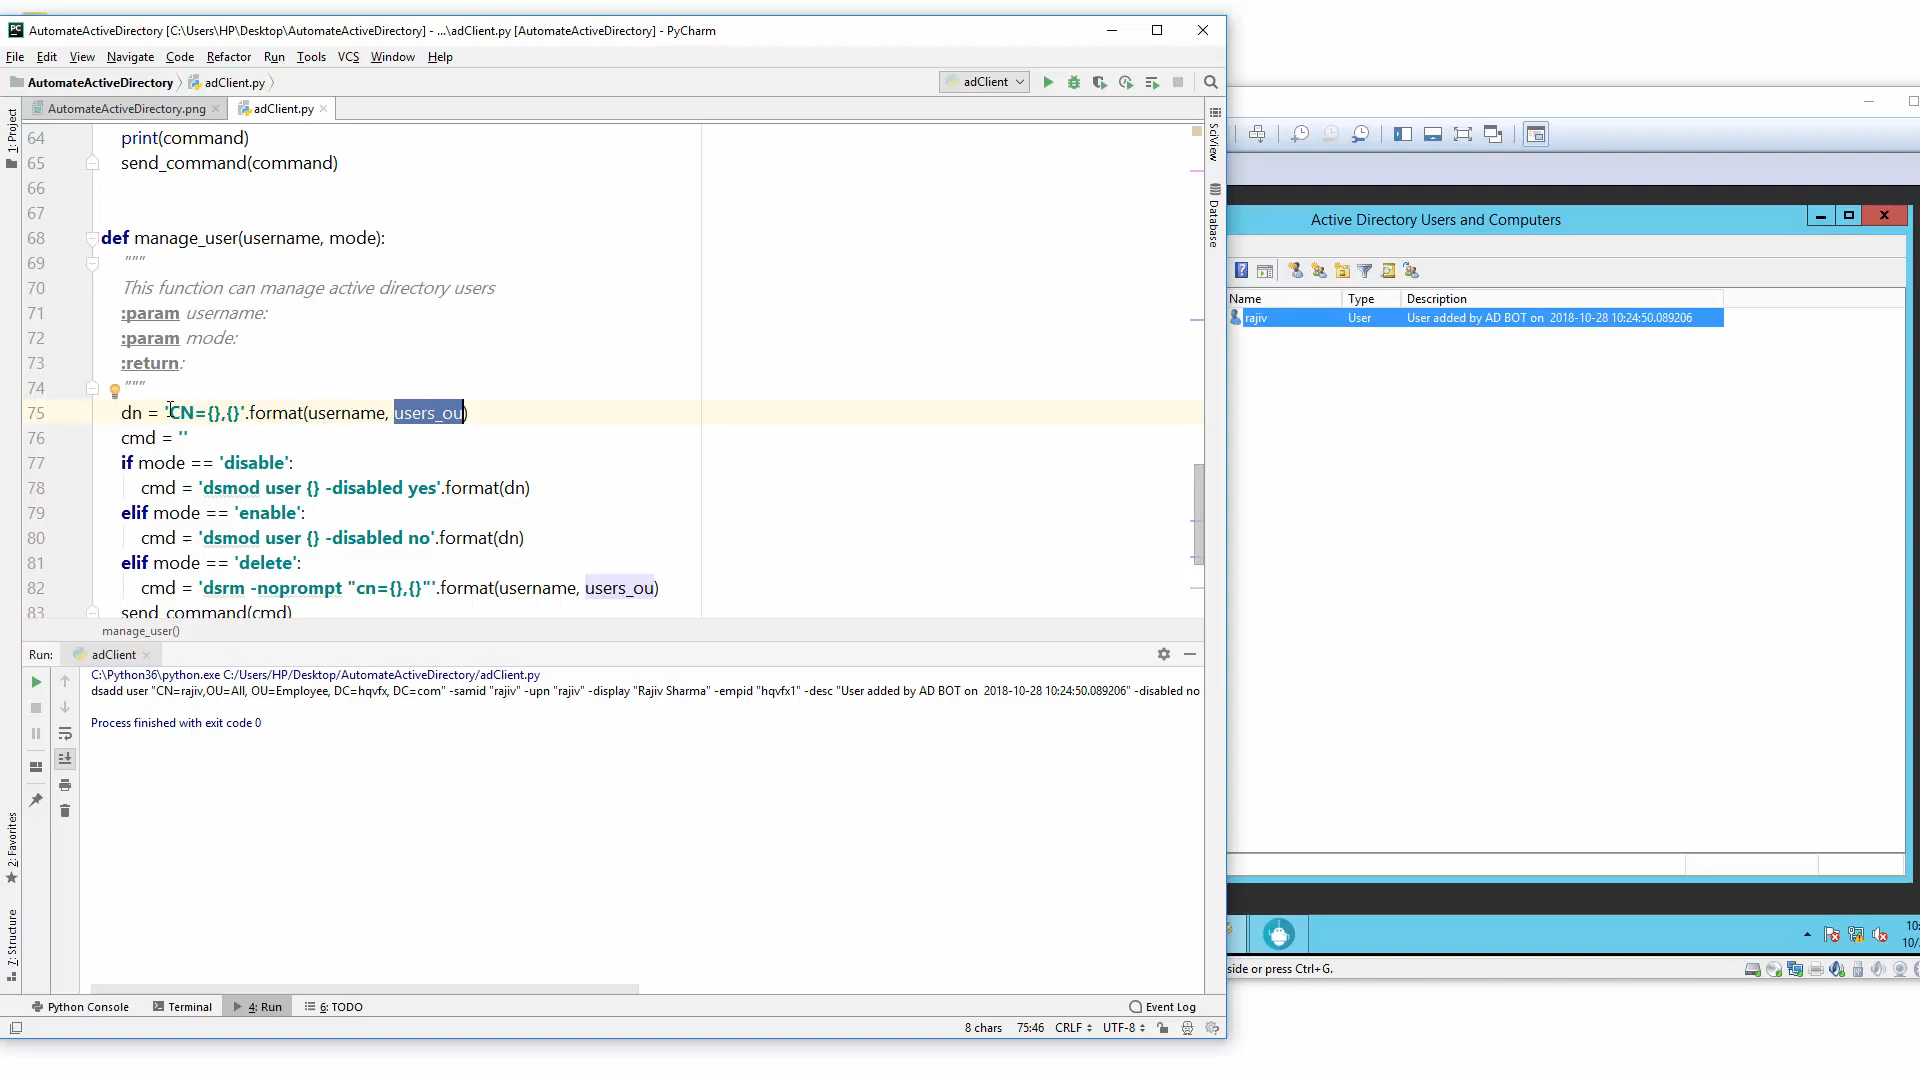 AutomateActiveDirectory [C:\Users\HP\Desktop\AutomateActiveDirectory] - ...\adClient.py [AutomateActiveDirectory] - PyCharm
File Edit View Navigate Code Refactor Run Tools VCS Window Help
AutomateActiveDirectory adClient.py
adClient
AutomateActiveDirectory.png adClient.py
1: Project
SciView
Database
64 print(command)
65 send_command(command)
66
67
68 def manage_user(username, mode):
69 """
70 This function can manage active directory users
71 :param username:
72 :param mode:
73 :return:
74 """
75 dn = 'CN={},{}'.format(username, users_ou)
76 cmd = ''
77 if mode == 'disable':
78 cmd = 'dsmod user {} -disabled yes'.format(dn)
79 elif mode == 'enable':
80 cmd = 'dsmod user {} -disabled no'.format(dn)
81 elif mode == 'delete':
82 cmd = 'dsrm -noprompt "cn={},{}"'.format(username, users_ou)
83 send_command(cmd)
manage_user()
Run: adClient
C:\Python36\python.exe C:/Users/HP/Desktop/AutomateActiveDirectory/adClient.py
dsadd user "CN=rajiv,OU=All, OU=Employee, DC=hqvfx, DC=com" -samid "rajiv" -upn "rajiv" -display "Rajiv Sharma" -empid "hqvfx1" -desc "User added by AD BOT on  2018-10-28 10:24:50.089206" -disabled no
Process finished with exit code 0
2: Favorites
7: Structure
Python Console Terminal 4: Run 6: TODO Event Log
8 chars 75:46 CRLF UTF-8
Active Directory Users and Computers
Name Type Description
rajiv User User added by AD BOT on  2018-10-28 10:24:50.089206
10:
10/
side or press Ctrl+G.